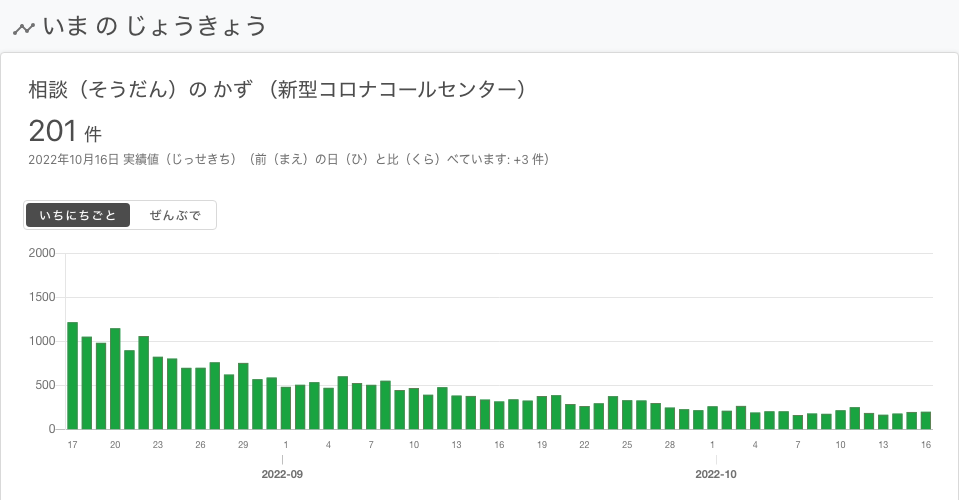 いま の じょうきょう
相談（そうだん）の かず （新型コロナコールセンター）
201 件
2022年10月16日 実績値（じっせきち）（前（まえ）の日（ひ）と比（くら）べています: +3 件）
いちにちごと ぜんぶで
2000
1500
1000
500
0
17 20 23 26 29 1 4 7 10 13 16 19 22 25 28 1 4 7 10 13 16
2022-09 2022-10